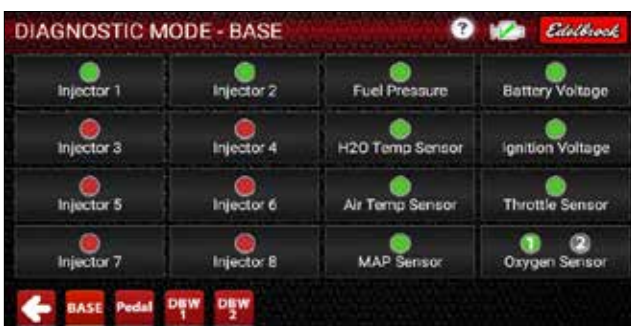 DIAGNOSTIC MODE - BASE ? Edelbrock
Injector 1 Injector 2 Fuel Pressure Battery Voltage
Injector 3 Injector 4 H2O Temp Sensor Ignition Voltage
Injector 5 Injector 6 Air Temp Sensor Throttle Sensor
1 2
Injector 7 Injector 8 MAP Sensor Oxygen Sensor
BASE Pedal DBW 1 DBW 2